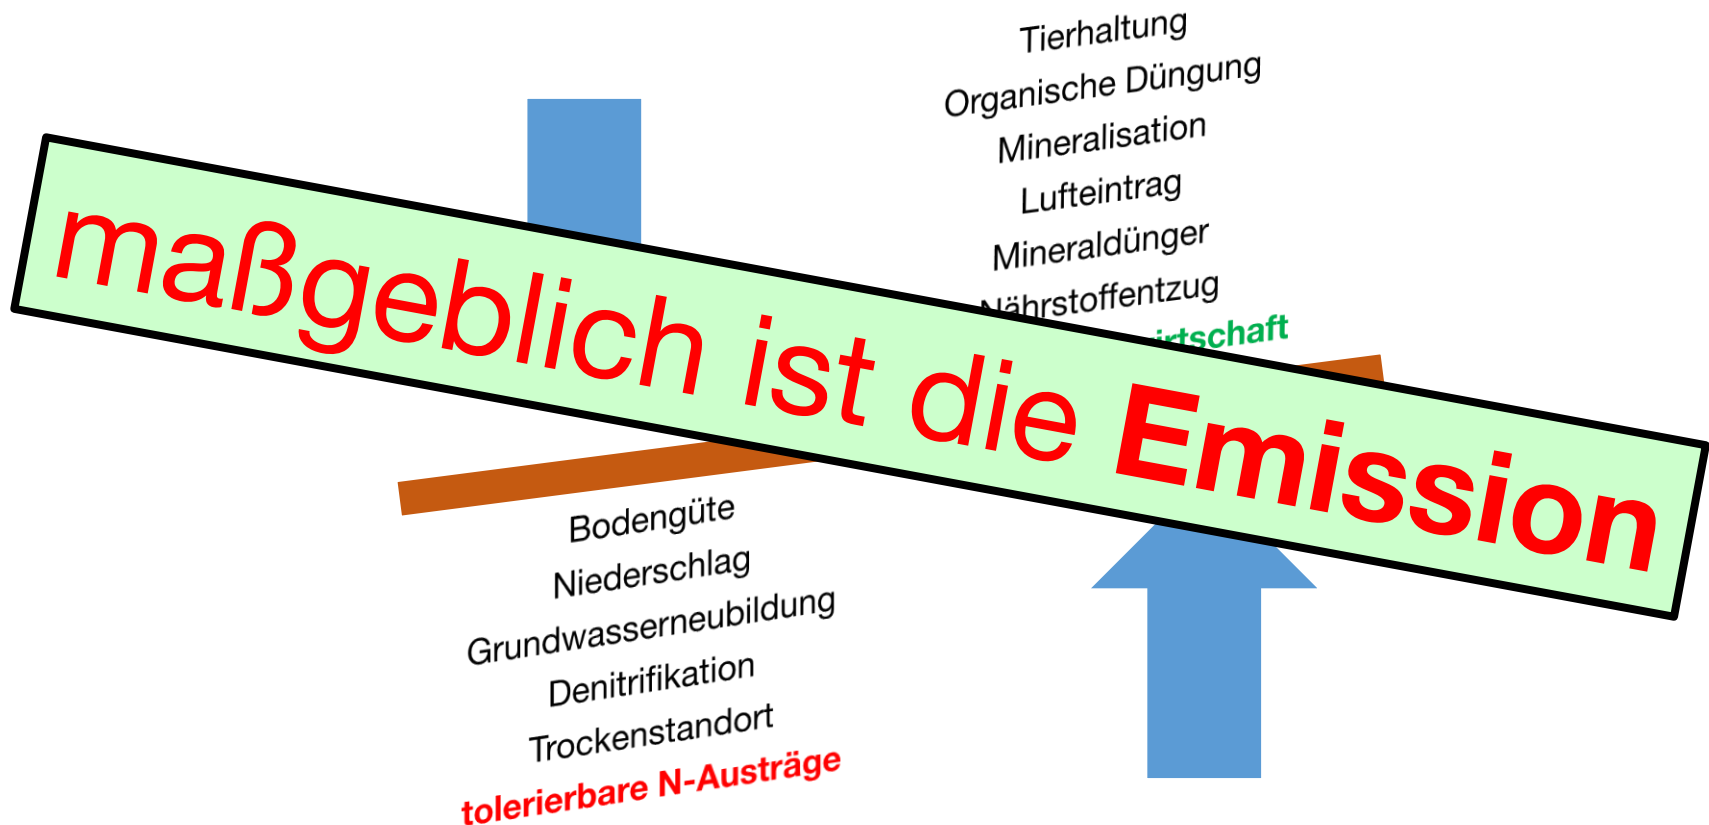 Tierhaltung
Organische Düngung
Mineralisation
Lufteintrag
Mineraldünger
Nährstoffentzug
maßgeblich ist die Emission
Bodengüte
Niederschlag
Grundwasserneubildung
Denitrifikation
Trockenstandort
tolerierbare N-Austräge